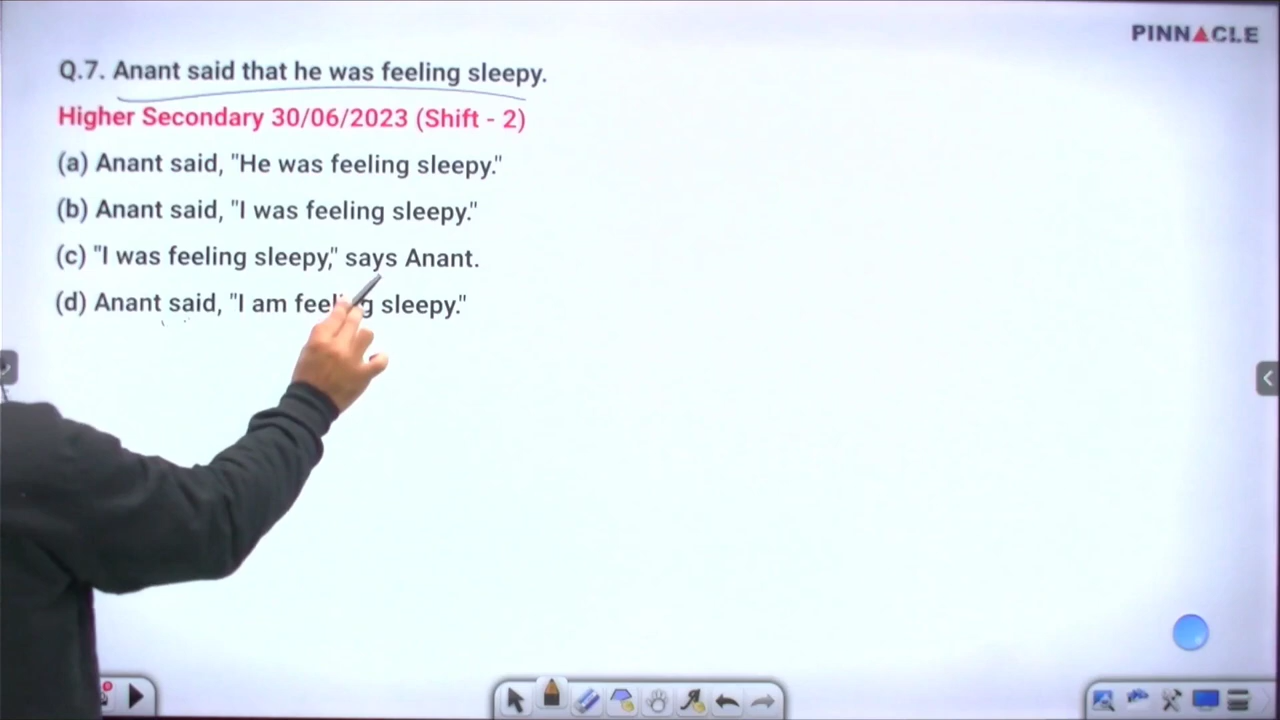 PINNACLE
Q.7. Anant said that he was feeling sleepy.
Higher Secondary 30/06/2023 (Shift - 2)
(a) Anant said, "He was feeling sleepy."
(b) Anant said, "I was feeling sleepy."
(c) "I was feeling sleepy," says Anant.
(d) Anant said, "I am feeling sleepy."